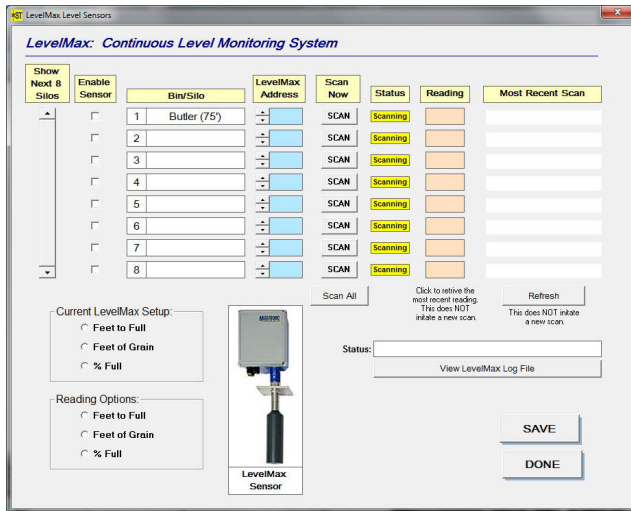 LevelMax Level Sensors
LevelMax: Continuous Level Monitoring System
Show
Next 8
Silos
Enable
Sensor
Bin/Silo
LevelMax
Address
Scan
Now
Status
Reading
Most Recent Scan
1 Butler (75') SCAN Scanning
2 SCAN Scanning
3 SCAN Scanning
4 SCAN Scanning
5 SCAN Scanning
6 SCAN Scanning
7 SCAN Scanning
8 SCAN Scanning
Scan All
Click to retrive the
most recent reading.
This does NOT
initate a new scan.
Refresh
This does NOT initate
a new scan.
Current LevelMax Setup:
Feet to Full
Feet of Grain
% Full
Status:
View LevelMax Log File
Reading Options:
Feet to Full
Feet of Grain
% Full
LevelMax
Sensor
SAVE
DONE